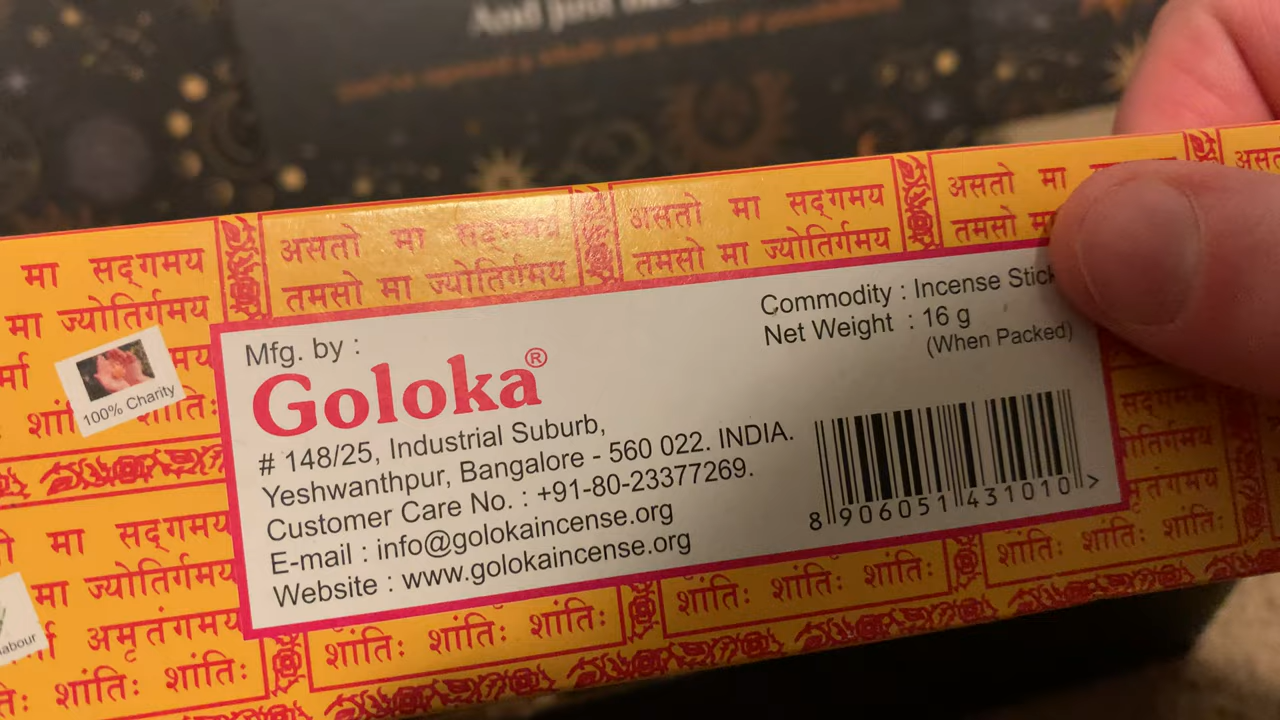 And just
असतो मा
असतो मा सद्गमय
असतो मा सद्गमय
तमसो
तमसो मा ज्योतिर्गमय
तमसो मा ज्योतिर्गमय
मा सद्गमय
मा ज्योतिर्गमय
100% Charity
शांतिः
Mfg. by :
Goloka®
# 148/25, Industrial Suburb,
Yeshwanthpur, Bangalore - 560 022. INDIA.
Customer Care No. : +91-80-23377269.
E-mail : info@golokaincense.org
Website : www.golokaincense.org
Commodity : Incense Stick
Net Weight : 16 g
(When Packed)
8 906051 431010 >
मा सद्गमय
मा ज्योतिर्गमय
अमृतंगमय
शांतिः शांतिः
शांतिः शांतिः शांतिः
शांतिः शांतिः शांतिः
शांतिः शांतिः शांतिः